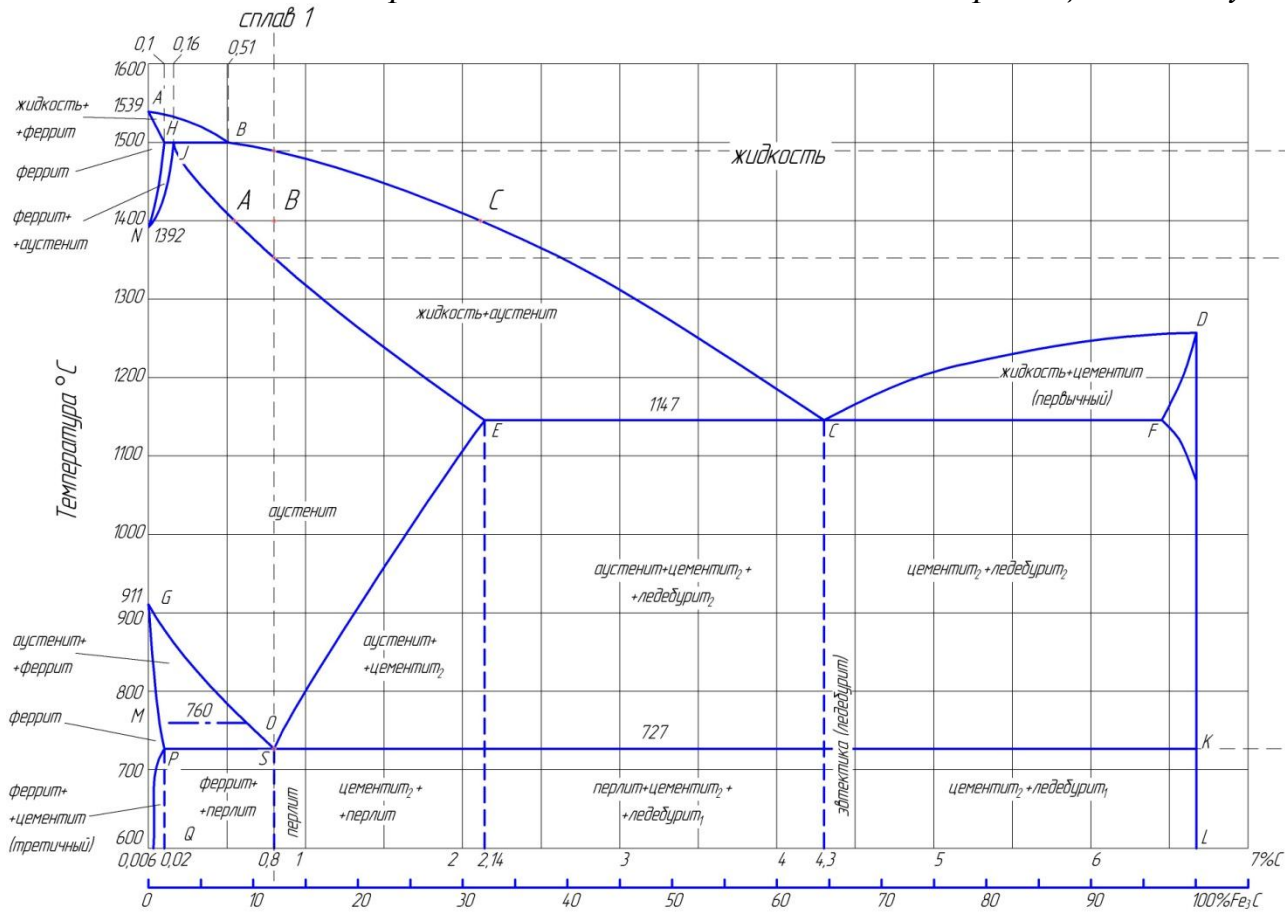 сплав 1
0,1
0,16
0,51
1600
1539
A
жидкость+
+феррит
H
B
1500
J
жидкость
феррит
A
B
C
феррит+
+аустенит
1400
N
1392
1300
жидкость+аустенит
D
Температура °С
1200
жидкость+цементит
(первычный)
1147
E
C
F
1100
аустенит
1000
аустенит+цементит₂+
+ледебурит₂
цементит₂+ледебурит₂
911
G
900
аустенит+
+феррит
аустенит+
+цементит₂
эвтектика (ледебурит)
800
M
760
O
феррит
727
P
S
K
700
феррит+
+цементит
(третичный)
феррит+
+перлит
перлит
цементит₂+
+перлит
перлит+цементит₂+
+ледебурит₁
цементит₂+ледебурит₁
Q
L
600
0,006
0,02
0,8
1
2
2,14
3
4
4,3
5
6
7%С
0
10
20
30
40
50
60
70
80
90
100%Fe₃C